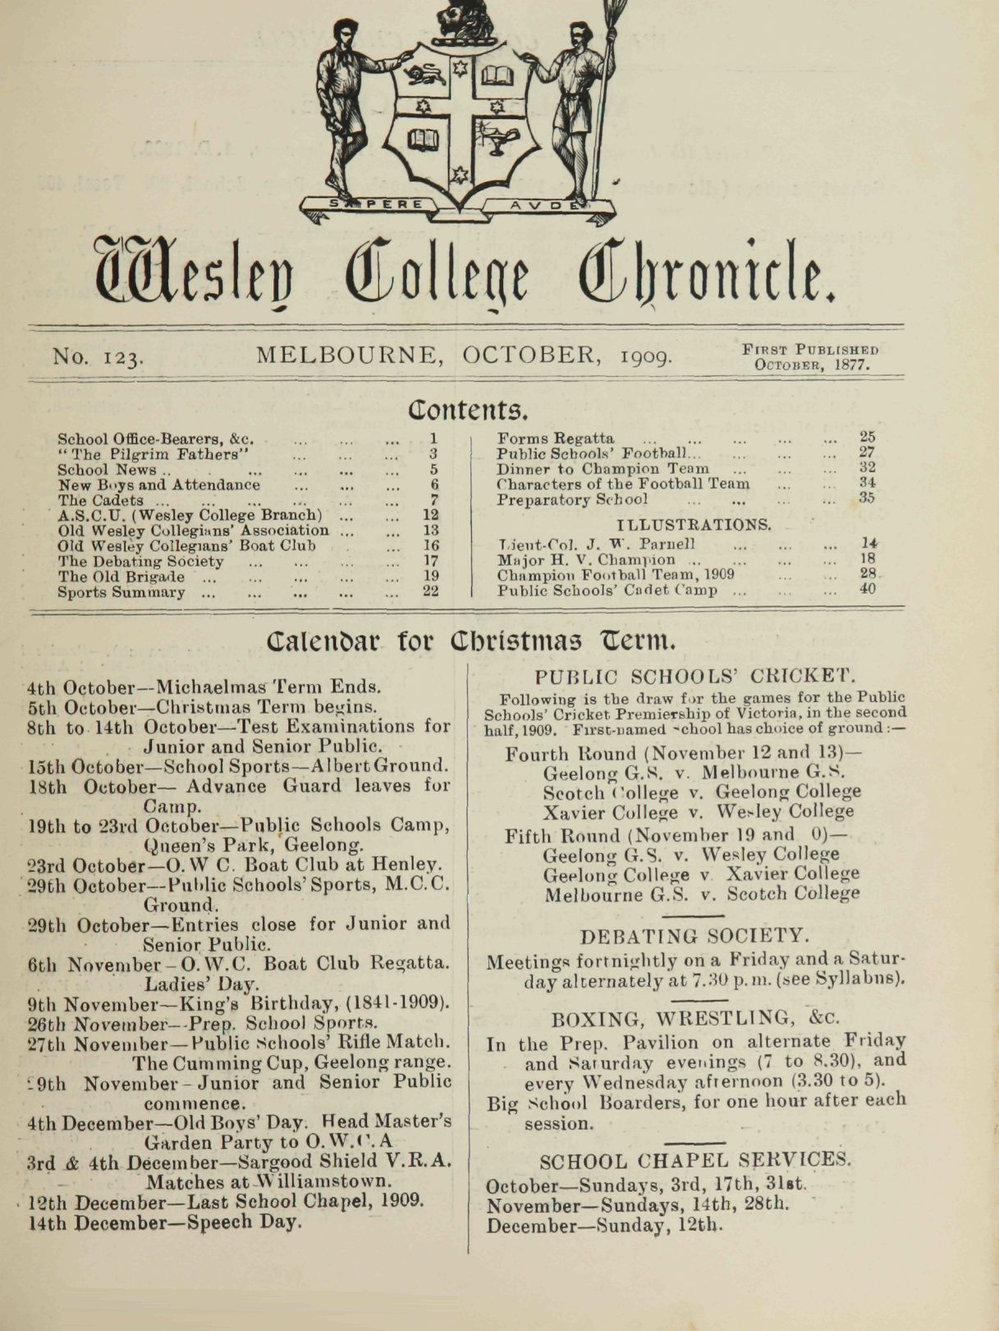 SAPERE AVDE
Wesley College Chronicle.
No. 123. MELBOURNE, OCTOBER, 1909. FIRST PUBLISHED OCTOBER, 1877.
Contents.
School Office-Bearers, &c. ... ... ... 1
"The Pilgrim Fathers" ... ... ... 3
School News .. . ... ... ... ... 5
New Boys and Attendance ... ... ... 6
The Cadets ... ... ... ... ... ... 7
A.S.C.U. (Wesley College Branch) ... ... 12
Old Wesley Collegians' Association ... ... 13
Old Wesley Collegians' Boat Club ... 16
The Debating Society ... ... ... ... 17
The Old Brigade ... ... ... ... ... 19
Sports Summary ... ... ... ... ... 22
Forms Regatta ... ... ... ... ... 25
Public Schools' Football... ... ... ... 27
Dinner to Champion Team ... ... ... 32
Characters of the Football Team ... ... 34
Preparatory School ... ... ... ... 35
ILLUSTRATIONS.
Lieut-Col. J. W. Parnell ... ... ... 14
Major H. V. Champion .. ... ... ... 18
Champion Football Team, 1909 ... ... 28
Public Schools' Cadet Camp ... ... ... 40
Calendar for Christmas Term.
4th October—Michaelmas Term Ends.
5th October—Christmas Term begins.
8th to 14th October—Test Examinations for
Junior and Senior Public.
15th October—School Sports—Albert Ground.
18th October— Advance Guard leaves for
Camp.
19th to 23rd October—Public Schools Camp,
Queen's Park, Geelong.
23rd October—O.W C. Boat Club at Henley.
29th October—Public Schools' Sports, M.C.C.
Ground.
29th October—Entries close for Junior and
Senior Public.
6th November—O.W.C. Boat Club Regatta.
Ladies' Day.
9th November—King's Birthday, (1841-1909).
26th November—Prep. School Sports.
27th November—Public Schools' Rifle Match.
The Cumming Cup, Geelong range.
9th November—Junior and Senior Public
commence.
4th December—Old Boys' Day. Head Master's
Garden Party to O.W.C.A
3rd & 4th December—Sargood Shield V.R.A.
Matches at Williamstown.
12th December—Last School Chapel, 1909.
14th December—Speech Day.
PUBLIC SCHOOLS' CRICKET.
Following is the draw for the games for the Public
Schools' Cricket Premiership of Victoria, in the second
half, 1909. First-named school has choice of ground :—
Fourth Round (November 12 and 13)—
Geelong G.S. v. Melbourne G.S.
Scotch College v. Geelong College
Xavier College v. Wesley College
Fifth Round (November 19 and 0)—
Geelong G.S. v. Wesley College
Geelong College v Xavier College
Melbourne G.S. v. Scotch College
DEBATING SOCIETY.
Meetings fortnightly on a Friday and a Satur-
day alternately at 7.30 p.m. (see Syllabus).
BOXING, WRESTLING, &c.
In the Prep. Pavilion on alternate Friday
and Saturday evenings (7 to 8.30), and
every Wednesday afternoon (3.30 to 5).
Big School Boarders, for one hour after each
session.
SCHOOL CHAPEL SERVICES.
October—Sundays, 3rd, 17th, 31st.
November—Sundays, 14th, 28th.
December—Sunday, 12th.